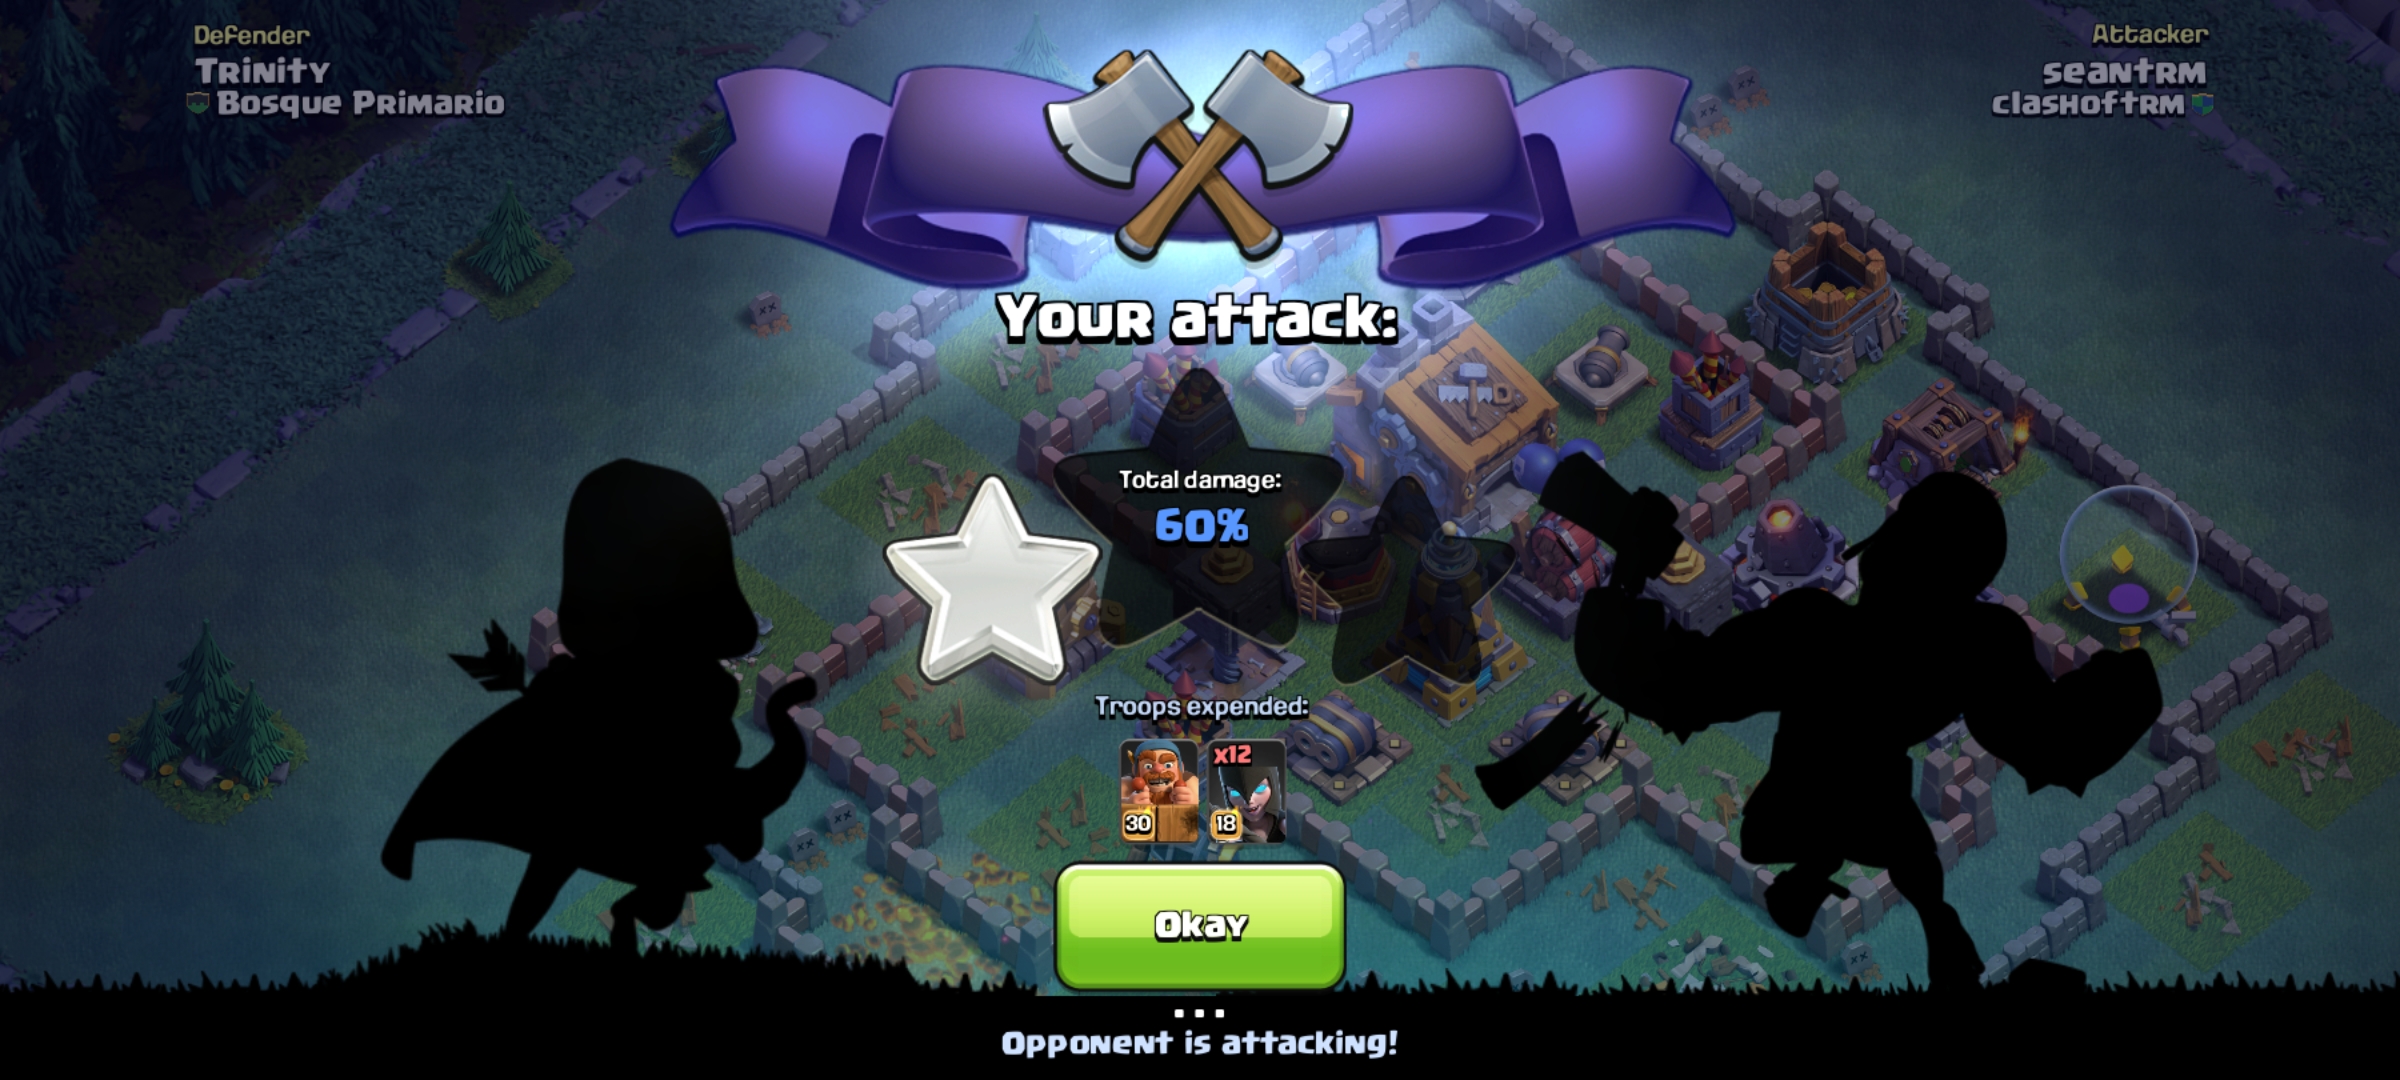 Defender
Trinity
Bosque Primario
Attacker
seantrm
clashoftrm
Your attack:
Total damage:
60%
Troops expended:
x12
30
18
Okay
...
Opponent is attacking!